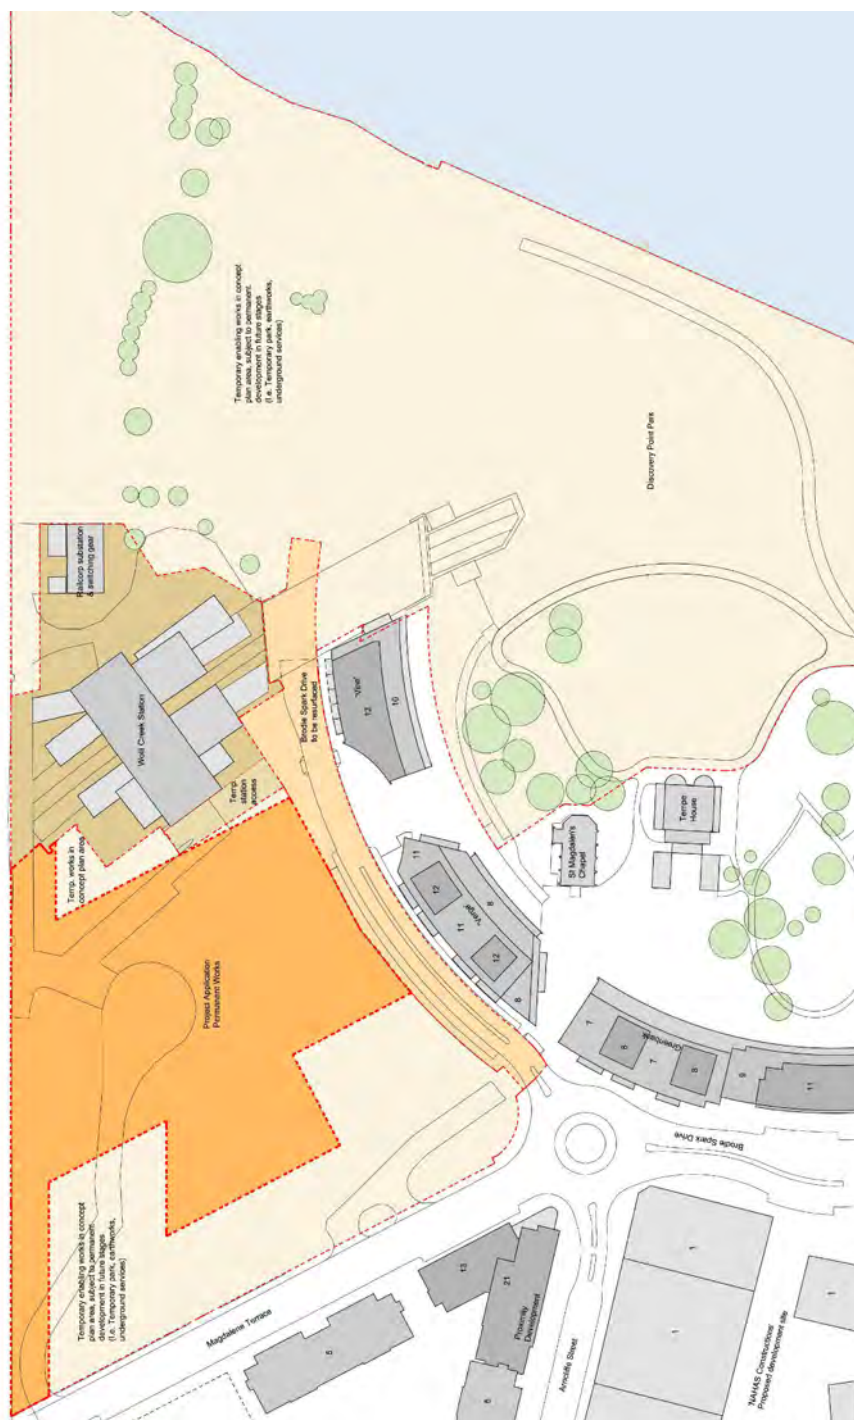 Temporary enabling works in concept
plan area, subject to permanent
development in future stages
(I.e. Temporary park, earthworks,
underground services)
Discovery Point Park
Railcorp substation
& switching gear
Wolli Creek Station
Brodie Spark Drive
to be resurfaced
Temp.
station
access
'Vine'
12
10
Temp. works in
concept plan area
St Magdalen's
Chapel
Tempe
House
11
12
11
'Verge'
8
12
8
Project Application
Permanent Works
7
6
7
Greenbank
8
9
11
Brodie Spark Drive
Temporary enabling works in concept
plan area, subject to permanent
development in future stages
(I.e. Temporary park, earthworks,
underground services)
Magdalene Terrace
13
21
Proximity
Development
5
6
Arncliffe Street
1
1
1
'NAHAS Constructions'
Proposed development site